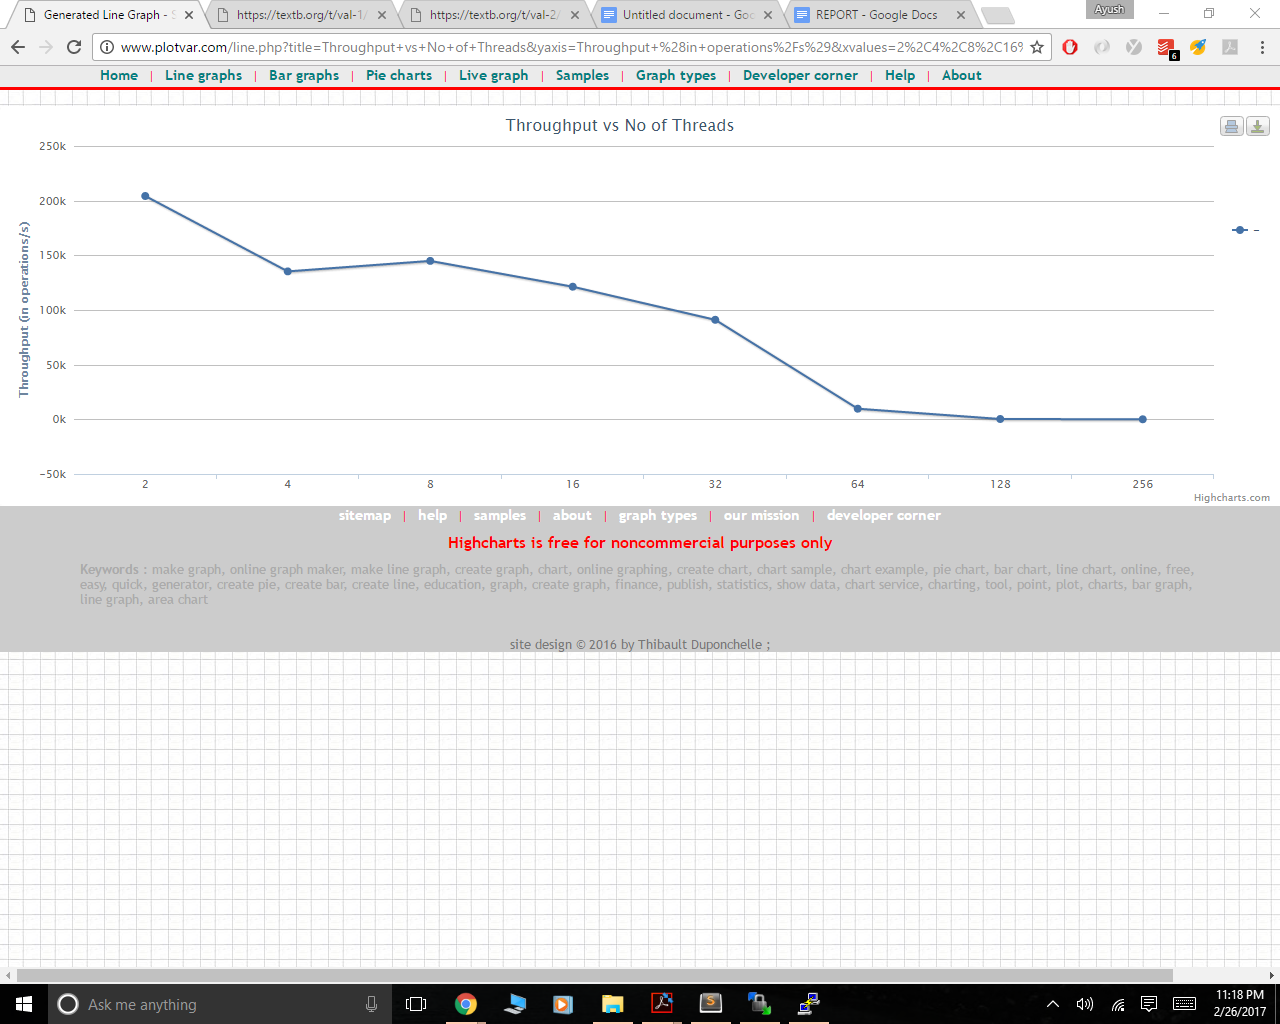 Generated Line Graph - S
https://textb.org/t/val-1/
https://textb.org/t/val-2/
Untitled document - Goo
REPORT - Google Docs
Ayush
www.plotvar.com/line.php?title=Throughput+vs+No+of+Threads&yaxis=Throughput+%28in+operations%2Fs%29&xvalues=2%2C4%2C8%2C16%
6
Home | Line graphs | Bar graphs | Pie charts | Live graph | Samples | Graph types | Developer corner | Help | About
Throughput vs No of Threads
250k
200k
150k
100k
50k
0k
−50k
Throughput (in operations/s)
–
2 4 8 16 32 64 128 256
Highcharts.com
sitemap | help | samples | about | graph types | our mission | developer corner
Highcharts is free for noncommercial purposes only
Keywords : make graph, online graph maker, make line graph, create graph, chart, online graphing, create chart, chart sample, chart example, pie chart, bar chart, line chart, online, free,
easy, quick, generator, create pie, create bar, create line, education, graph, create graph, finance, publish, statistics, show data, chart service, charting, tool, point, plot, charts, bar graph,
line graph, area chart
site design © 2016 by Thibault Duponchelle ;
Ask me anything
11:18 PM
2/26/2017